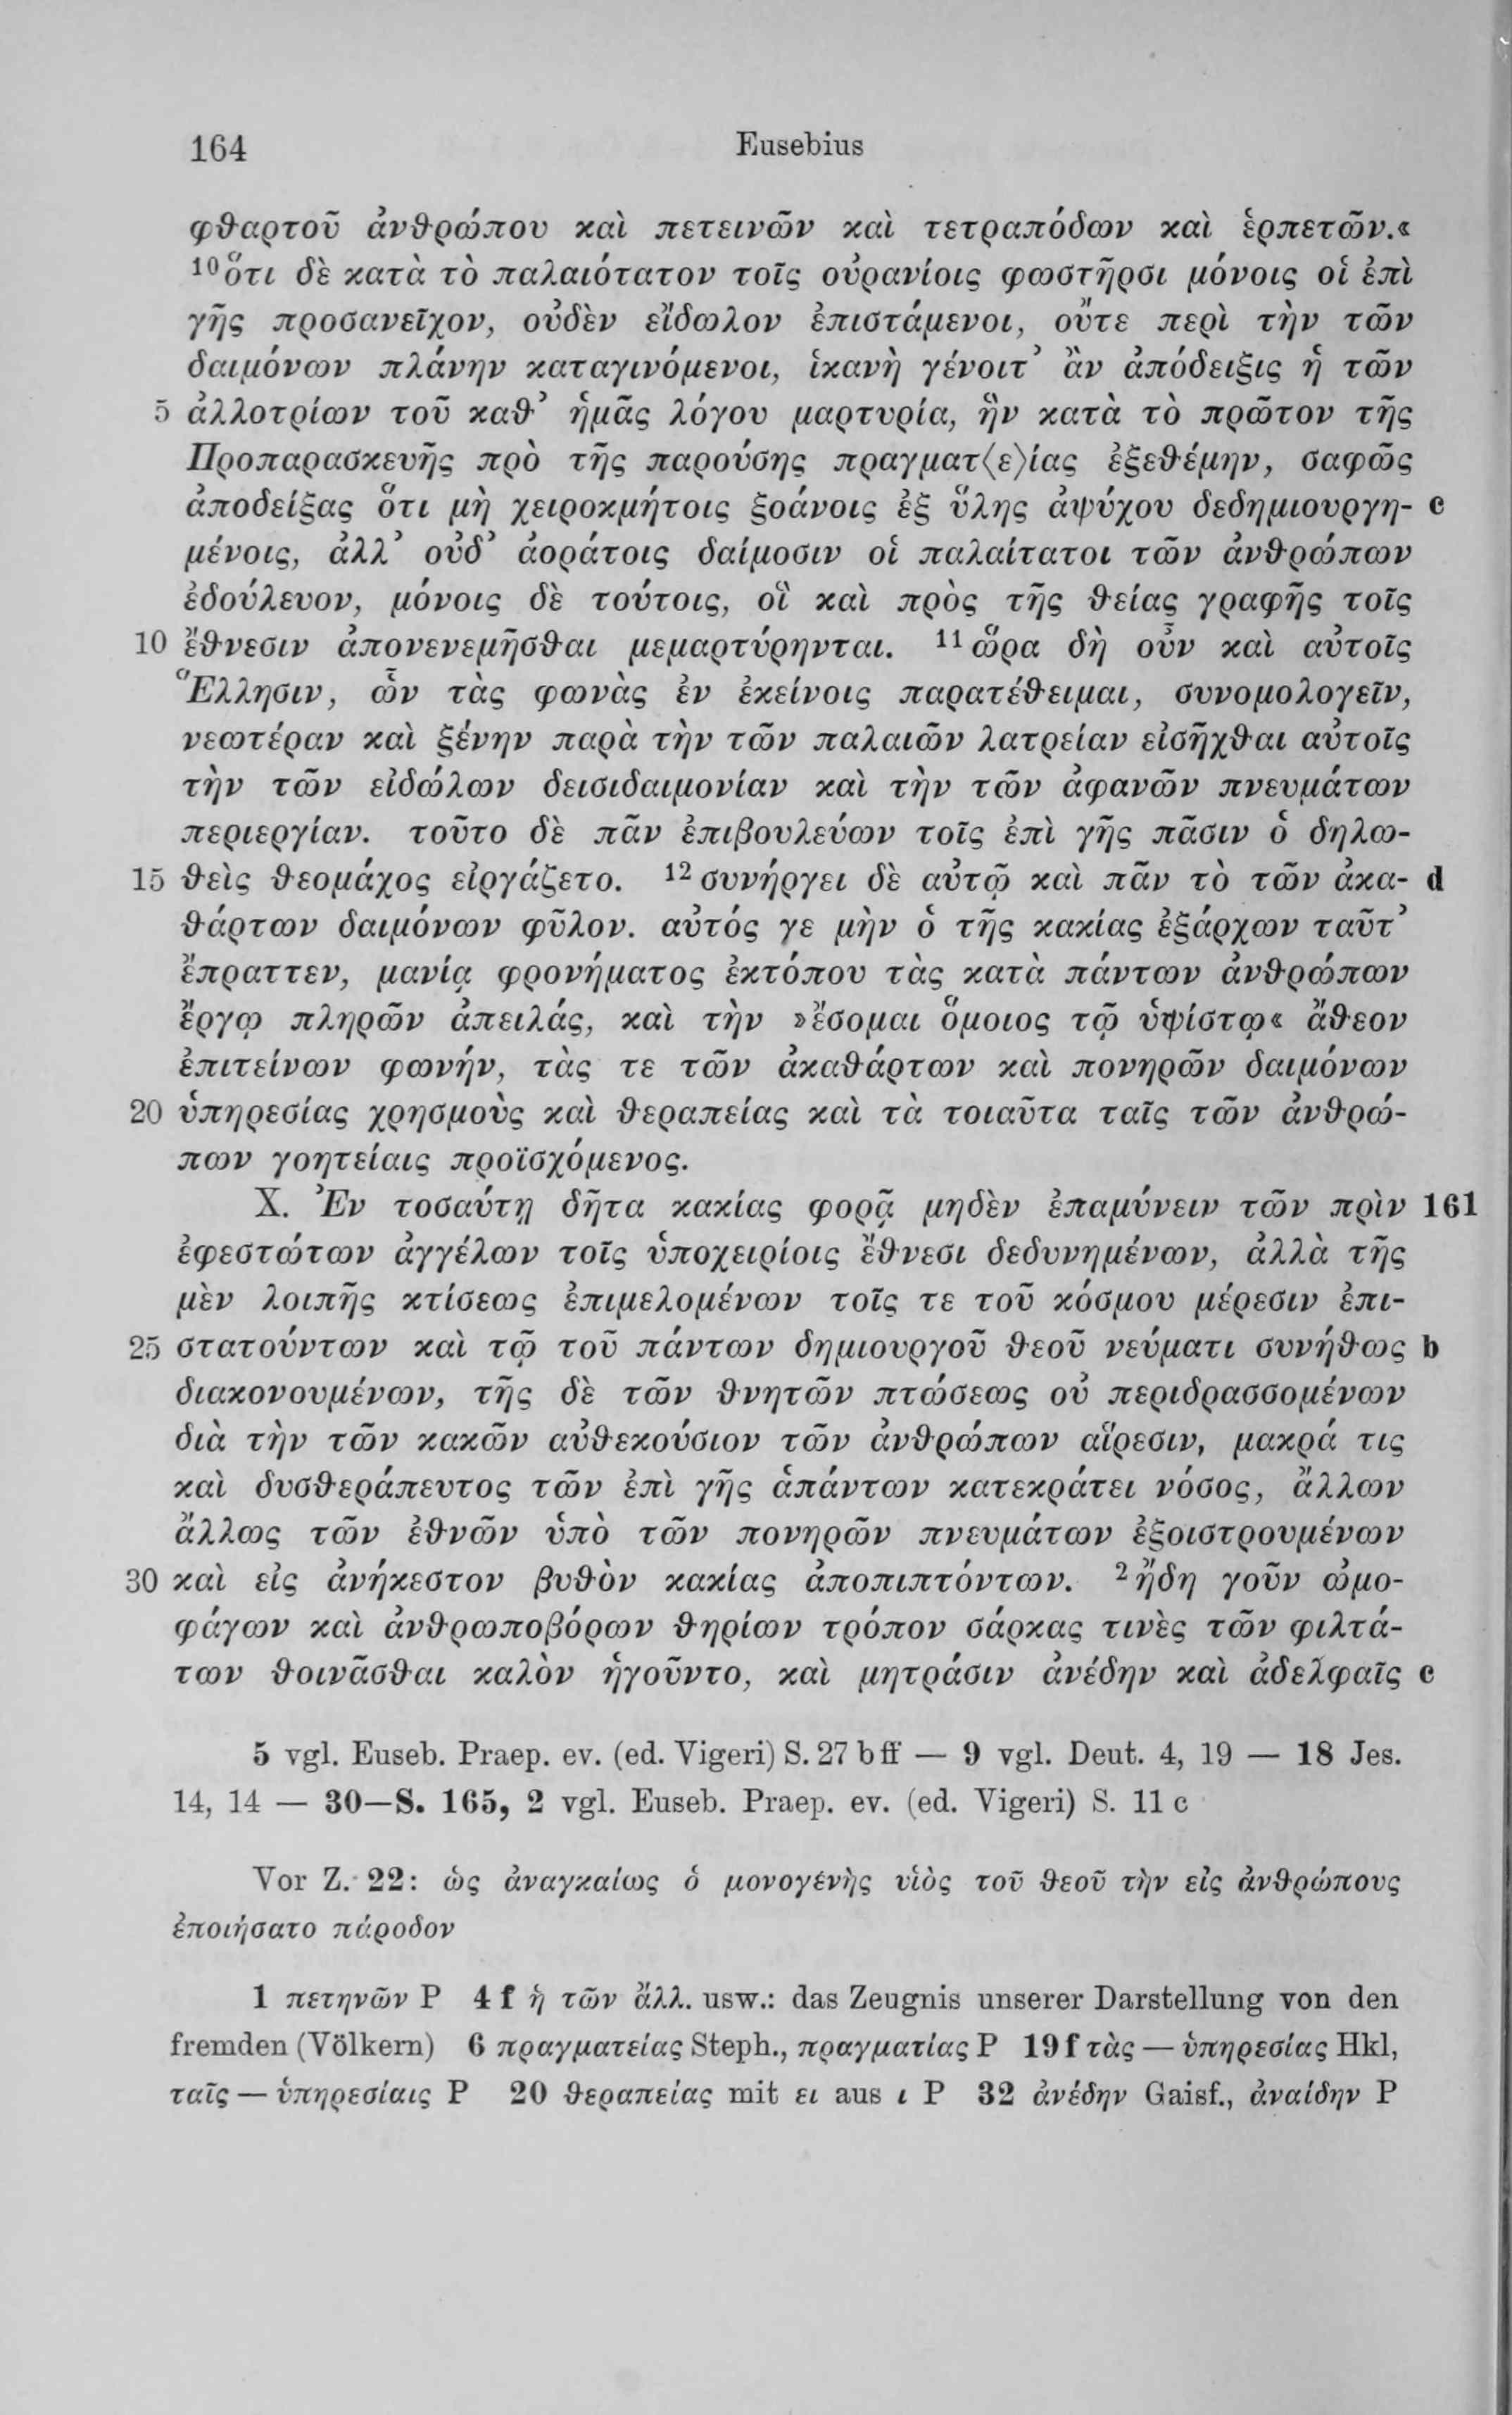 164 Eusebius
φθαρτοῦ ἀνθρώπου καὶ πετεινῶν καὶ τετραπόδων καὶ ἑρπετῶν.«
¹⁰ὅτι δὲ κατὰ τὸ παλαιότατον τοῖς οὐρανίοις φωστῆρσι μόνοις οἱ ἐπὶ
γῆς προσανεῖχον, οὐδὲν εἴδωλον ἐπιστάμενοι, οὔτε περὶ τὴν τῶν
δαιμόνων πλάνην καταγινόμενοι, ἱκανὴ γένοιτ᾽ ἂν ἀπόδειξις ἡ τῶν
5 ἀλλοτρίων τοῦ καθ᾽ ἡμᾶς λόγου μαρτυρία, ἣν κατὰ τὸ πρῶτον τῆς
Προπαρασκευῆς πρὸ τῆς παρούσης πραγματ⟨ε⟩ίας ἐξεθέμην, σαφῶς
ἀποδείξας ὅτι μὴ χειροκμήτοις ξοάνοις ἐξ ὕλης ἀψύχου δεδημιουργη- c
μένοις, ἀλλ᾽ οὐδ᾽ ἀοράτοις δαίμοσιν οἱ παλαίτατοι τῶν ἀνθρώπων
ἐδούλευον, μόνοις δὲ τούτοις, οἳ καὶ πρὸς τῆς θείας γραφῆς τοῖς
10 ἔθνεσιν ἀπονενεμῆσθαι μεμαρτύρηνται. ¹¹ὥρα δὴ οὖν καὶ αὐτοῖς
Ἕλλησιν, ὧν τὰς φωνὰς ἐν ἐκείνοις παρατέθειμαι, συνομολογεῖν,
νεωτέραν καὶ ξένην παρὰ τὴν τῶν παλαιῶν λατρείαν εἰσῆχθαι αὐτοῖς
τὴν τῶν εἰδώλων δεισιδαιμονίαν καὶ τὴν τῶν ἀφανῶν πνευμάτων
περιεργίαν. τοῦτο δὲ πᾶν ἐπιβουλεύων τοῖς ἐπὶ γῆς πᾶσιν ὁ δηλω-
15 θεὶς θεομάχος εἰργάζετο. ¹²συνήργει δὲ αὐτῷ καὶ πᾶν τὸ τῶν ἀκα- d
θάρτων δαιμόνων φῦλον. αὐτός γε μὴν ὁ τῆς κακίας ἐξάρχων ταῦτ᾽
ἔπραττεν, μανίᾳ φρονήματος ἐκτόπου τὰς κατὰ πάντων ἀνθρώπων
ἔργῳ πληρῶν ἀπειλάς, καὶ τὴν »ἔσομαι ὅμοιος τῷ ὑψίστῳ« ἄθεον
ἐπιτείνων φωνήν, τάς τε τῶν ἀκαθάρτων καὶ πονηρῶν δαιμόνων
20 ὑπηρεσίας χρησμοὺς καὶ θεραπείας καὶ τὰ τοιαῦτα ταῖς τῶν ἀνθρώ-
πων γοητείαις προϊσχόμενος.
X. Ἐν τοσαύτῃ δῆτα κακίας φορᾷ μηδὲν ἐπαμύνειν τῶν πρὶν 161
ἐφεστώτων ἀγγέλων τοῖς ὑποχειρίοις ἔθνεσι δεδυνημένων, ἀλλὰ τῆς
μὲν λοιπῆς κτίσεως ἐπιμελομένων τοῖς τε τοῦ κόσμου μέρεσιν ἐπι-
25 στατούντων καὶ τῷ τοῦ πάντων δημιουργοῦ θεοῦ νεύματι συνήθως b
διακονουμένων, τῆς δὲ τῶν θνητῶν πτώσεως οὐ περιδρασσομένων
διὰ τὴν τῶν κακῶν αὐθεκούσιον τῶν ἀνθρώπων αἵρεσιν, μακρά τις
καὶ δυσθεράπευτος τῶν ἐπὶ γῆς ἁπάντων κατεκράτει νόσος, ἄλλων
ἄλλως τῶν ἐθνῶν ὑπὸ τῶν πονηρῶν πνευμάτων ἐξοιστρουμένων
30 καὶ εἰς ἀνήκεστον βυθὸν κακίας ἀποπιπτόντων. ²ἤδη γοῦν ὠμο-
φάγων καὶ ἀνθρωποβόρων θηρίων τρόπον σάρκας τινὲς τῶν φιλτά-
των θοινᾶσθαι καλὸν ἡγοῦντο, καὶ μητράσιν ἀνέδην καὶ ἀδελφαῖς c
5 vgl. Euseb. Praep. ev. (ed. Vigeri) S. 27 b ff — 9 vgl. Deut. 4, 19 — 18 Jes.
14, 14 — 30—S. 165, 2 vgl. Euseb. Praep. ev. (ed. Vigeri) S. 11 c
Vor Z. 22: ὡς ἀναγκαίως ὁ μονογενὴς υἱὸς τοῦ θεοῦ τὴν εἰς ἀνθρώπους
ἐποιήσατο πάροδον
1 πετηνῶν P 4 f ἡ τῶν ἄλλ. usw.: das Zeugnis unserer Darstellung von den
fremden (Völkern) 6 πραγματείας Steph., πραγματίας P 19 f τὰς — ὑπηρεσίας Hkl,
ταῖς — ὑπηρεσίαις P 20 θεραπείας mit ει aus ι P 32 ἀνέδην Gaisf., ἀναίδην P